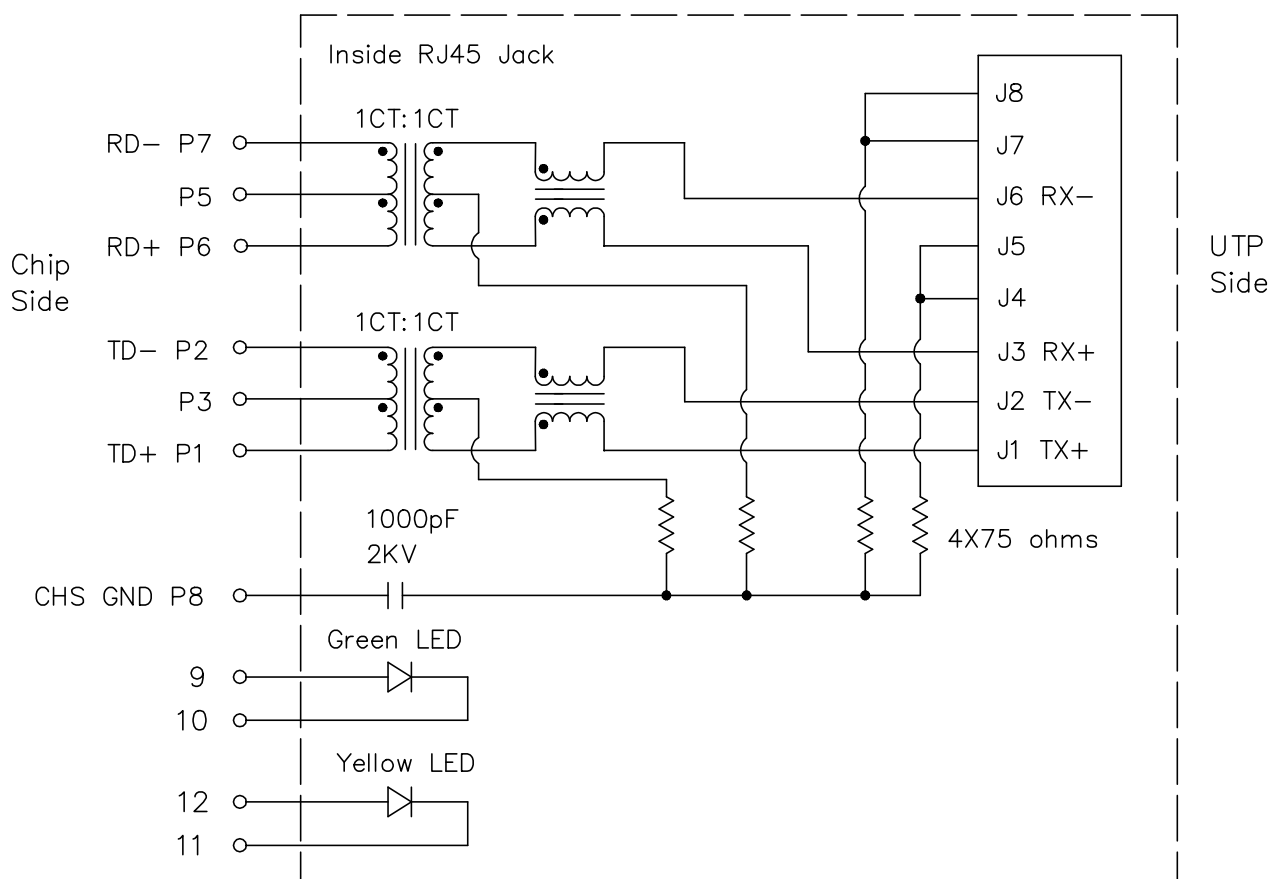 Inside RJ45 Jack
1CT:1CT
RD- P7
P5
RD+ P6
Chip
Side
1CT:1CT
TD- P2
P3
TD+ P1
1000pF
2KV
CHS GND P8
Green LED
9
10
Yellow LED
12
11
J8
J7
J6 RX-
J5
J4
J3 RX+
J2 TX-
J1 TX+
4X75 ohms
UTP
Side